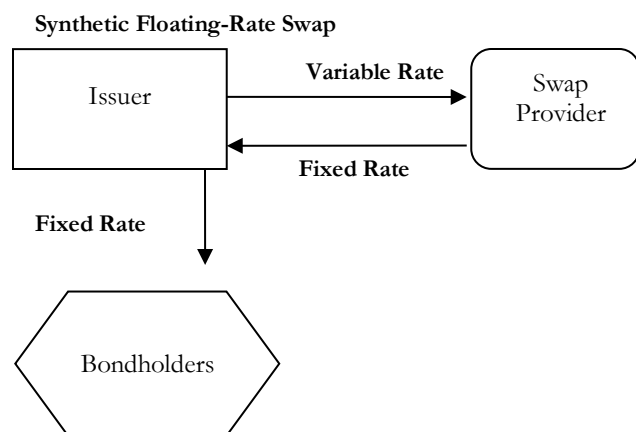 Synthetic Floating-Rate Swap
Issuer
Variable Rate
Swap
Provider
Fixed Rate
Fixed Rate
Bondholders